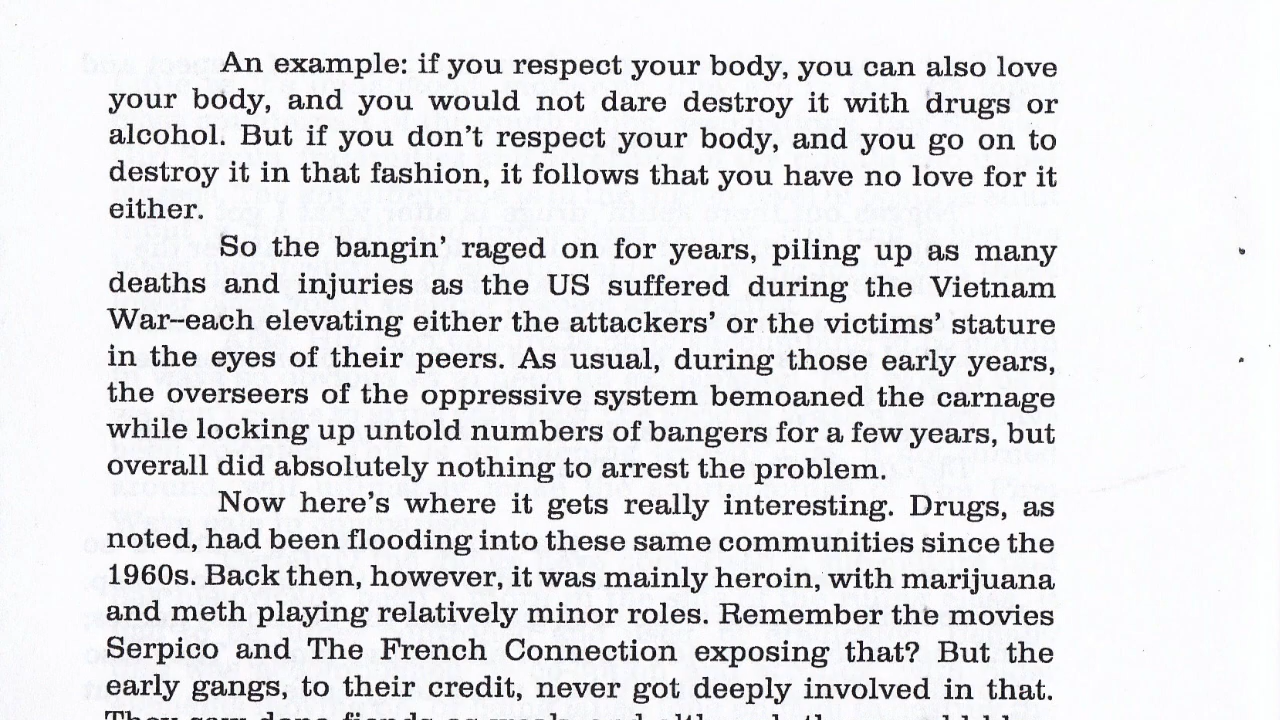 An example: if you respect your body, you can also love
your body, and you would not dare destroy it with drugs or
alcohol. But if you don’t respect your body, and you go on to
destroy it in that fashion, it follows that you have no love for it
either.
So the bangin’ raged on for years, piling up as many
deaths and injuries as the US suffered during the Vietnam
War–each elevating either the attackers’ or the victims’ stature
in the eyes of their peers. As usual, during those early years,
the overseers of the oppressive system bemoaned the carnage
while locking up untold numbers of bangers for a few years, but
overall did absolutely nothing to arrest the problem.
Now here’s where it gets really interesting. Drugs, as
noted, had been flooding into these same communities since the
1960s. Back then, however, it was mainly heroin, with marijuana
and meth playing relatively minor roles. Remember the movies
Serpico and The French Connection exposing that? But the
early gangs, to their credit, never got deeply involved in that.